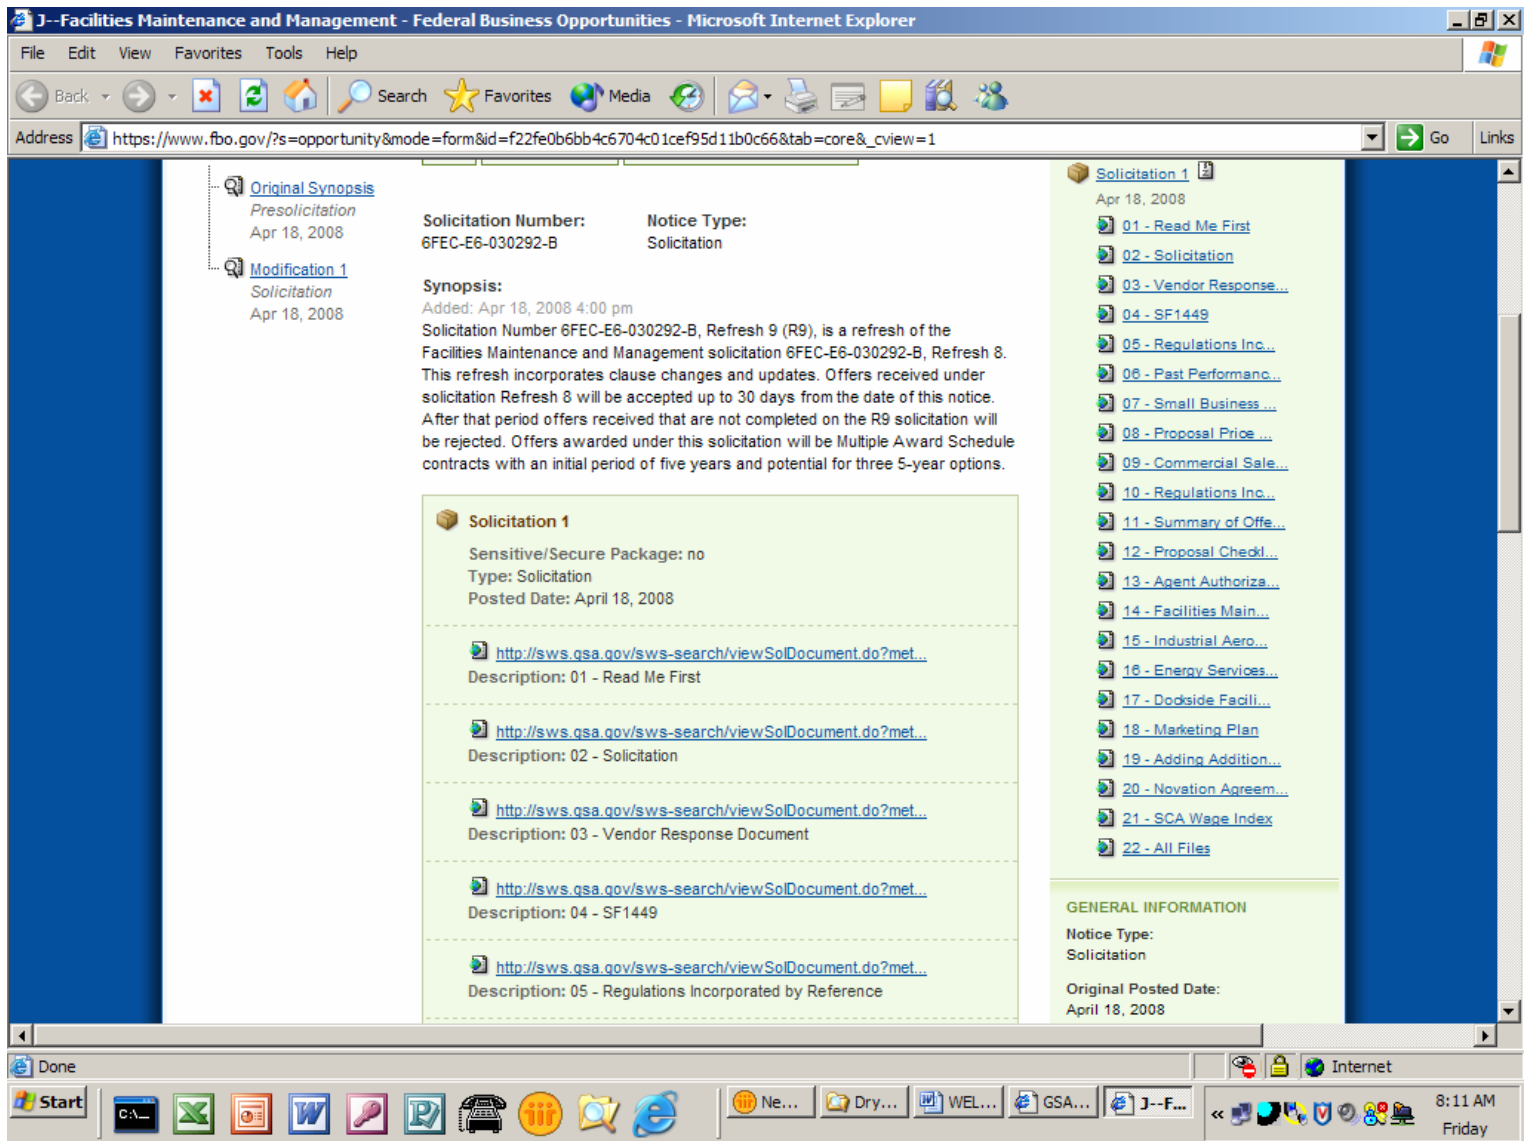 J--Facilities Maintenance and Management - Federal Business Opportunities - Microsoft Internet Explorer
File Edit View Favorites Tools Help
Back Search Favorites Media
Address https://www.fbo.gov/?s=opportunity&mode=form&id=f22fe0b6bb4c6704c01cef95d11b0c66&tab=core&_cview=1 Go Links
Original Synopsis
Presolicitation
Apr 18, 2008
Modification 1
Solicitation
Apr 18, 2008
Solicitation Number: Notice Type:
6FEC-E6-030292-B Solicitation
Synopsis:
Added: Apr 18, 2008 4:00 pm
Solicitation Number 6FEC-E6-030292-B, Refresh 9 (R9), is a refresh of the
Facilities Maintenance and Management solicitation 6FEC-E6-030292-B, Refresh 8.
This refresh incorporates clause changes and updates. Offers received under
solicitation Refresh 8 will be accepted up to 30 days from the date of this notice.
After that period offers received that are not completed on the R9 solicitation will
be rejected. Offers awarded under this solicitation will be Multiple Award Schedule
contracts with an initial period of five years and potential for three 5-year options.
Solicitation 1
Sensitive/Secure Package: no
Type: Solicitation
Posted Date: April 18, 2008
http://sws.gsa.gov/sws-search/viewSolDocument.do?met...
Description: 01 - Read Me First
http://sws.gsa.gov/sws-search/viewSolDocument.do?met...
Description: 02 - Solicitation
http://sws.gsa.gov/sws-search/viewSolDocument.do?met...
Description: 03 - Vendor Response Document
http://sws.gsa.gov/sws-search/viewSolDocument.do?met...
Description: 04 - SF1449
http://sws.gsa.gov/sws-search/viewSolDocument.do?met...
Description: 05 - Regulations Incorporated by Reference
Solicitation 1
Apr 18, 2008
01 - Read Me First
02 - Solicitation
03 - Vendor Response...
04 - SF1449
05 - Regulations Inc...
06 - Past Performanc...
07 - Small Business ...
08 - Proposal Price ...
09 - Commercial Sale...
10 - Regulations Inc...
11 - Summary of Offe...
12 - Proposal Checkl...
13 - Agent Authoriza...
14 - Facilities Main...
15 - Industrial Aero...
16 - Energy Services...
17 - Dockside Facili...
18 - Marketing Plan
19 - Adding Addition...
20 - Novation Agreem...
21 - SCA Wage Index
22 - All Files
GENERAL INFORMATION
Notice Type:
Solicitation
Original Posted Date:
April 18, 2008
Done Internet
Start C:\_ Ne... Dry... WEL... GSA... J--F... « 8:11 AM
Friday